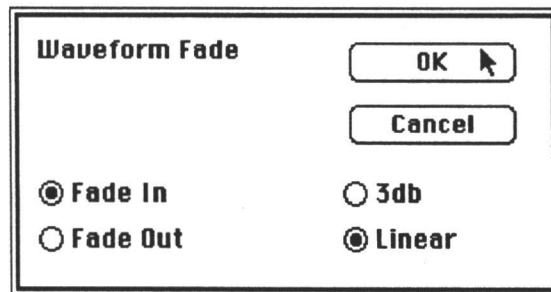 Waveform Fade
OK
Cancel
Fade In
3db
Fade Out
Linear